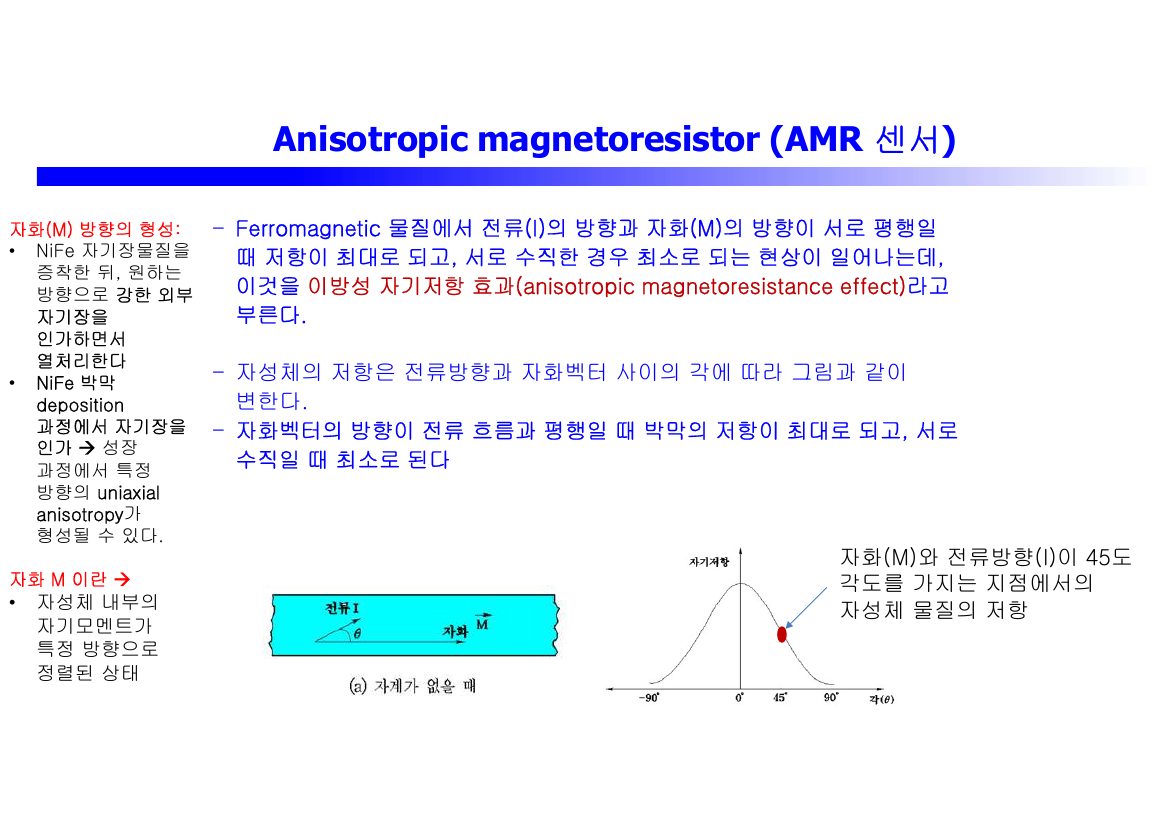 Anisotropic magnetoresistor (AMR 센서)
자화(M) 방향의 형성:
• NiFe 자기장물질을
증착한 뒤, 원하는
방향으로 강한 외부
자기장을
인가하면서
열처리한다
• NiFe 박막
deposition
과정에서 자기장을
인가 → 성장
과정에서 특정
방향의 uniaxial
anisotropy가
형성될 수 있다.
자화 M 이란 →
• 자성체 내부의
자기모멘트가
특정 방향으로
정렬된 상태
– Ferromagnetic 물질에서 전류(I)의 방향과 자화(M)의 방향이 서로 평행일
때 저항이 최대로 되고, 서로 수직한 경우 최소로 되는 현상이 일어나는데,
이것을 이방성 자기저항 효과(anisotropic magnetoresistance effect)라고
부른다.
– 자성체의 저항은 전류방향과 자화벡터 사이의 각에 따라 그림과 같이
변한다.
– 자화벡터의 방향이 전류 흐름과 평행일 때 박막의 저항이 최대로 되고, 서로
수직일 때 최소로 된다
전류 I
θ
자화
M
(a) 자계가 없을 때
자기저항
-90°
0°
45°
90°
각(θ)
자화(M)와 전류방향(I)이 45도
각도를 가지는 지점에서의
자성체 물질의 저항